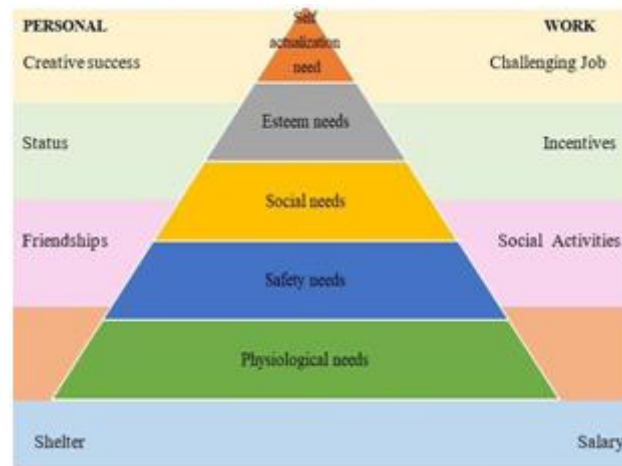 PERSONAL
WORK
Self
actualization
need
Creative success
Challenging Job
Esteem needs
Status
Incentives
Social needs
Friendships
Social Activities
Safety needs
Physiological needs
Shelter
Salary